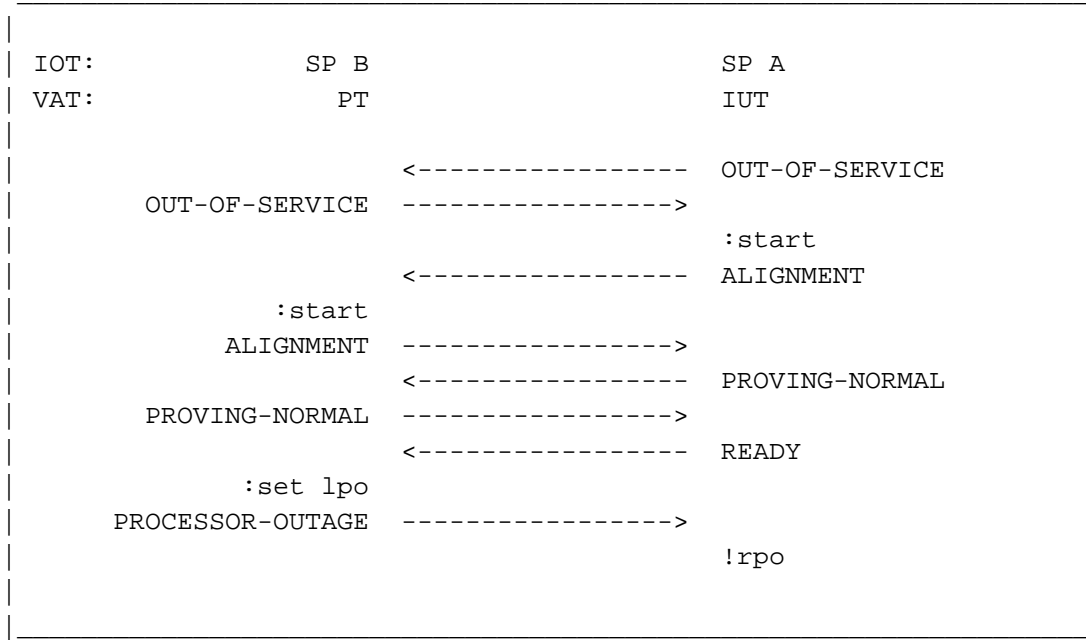 IOT: SP B SP A
VAT: PT IUT
<----------------- OUT-OF-SERVICE
OUT-OF-SERVICE ----------------->
:start
<----------------- ALIGNMENT
:start
ALIGNMENT ----------------->
<----------------- PROVING-NORMAL
PROVING-NORMAL ----------------->
<----------------- READY
:set lpo
PROCESSOR-OUTAGE ----------------->
!rpo